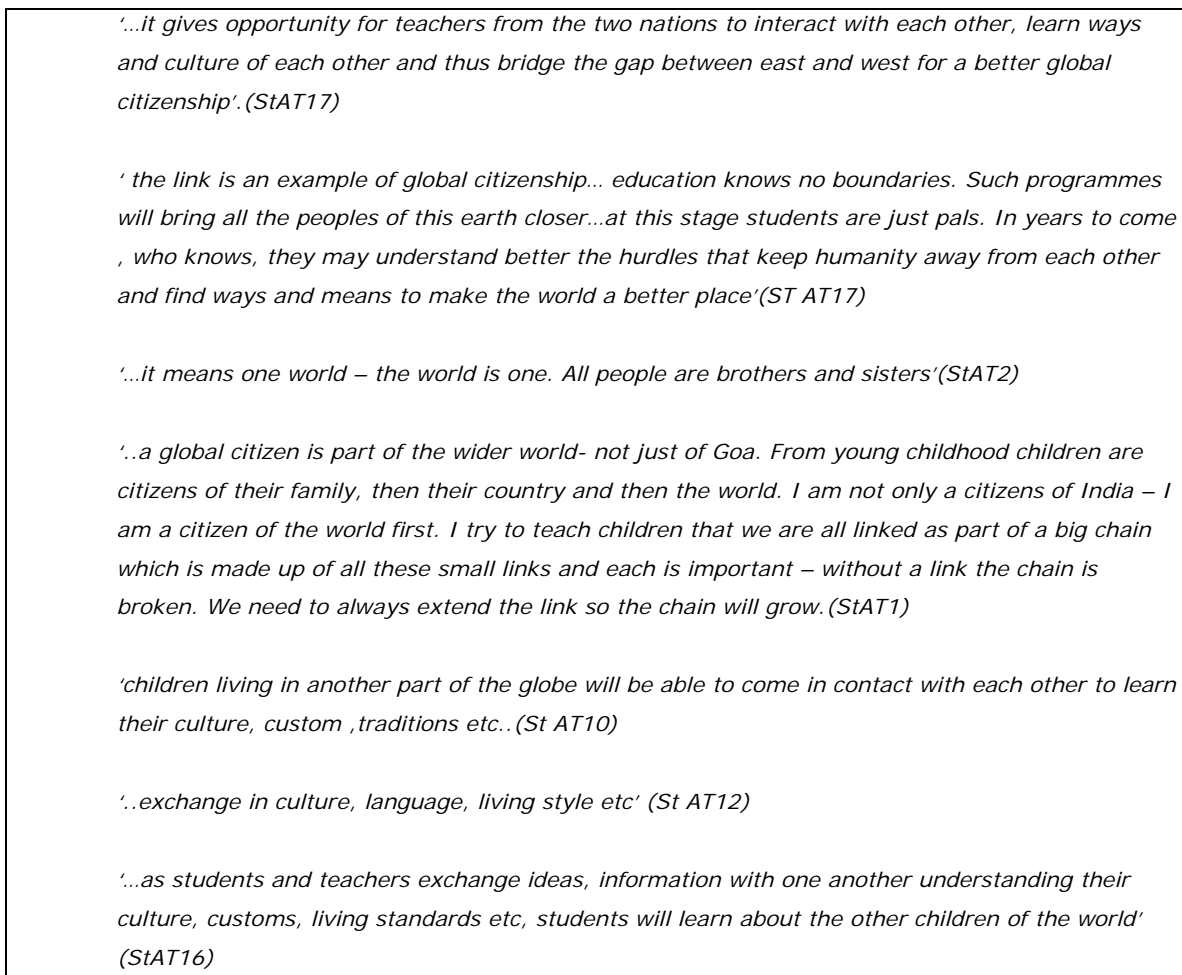 ‘…it gives opportunity for teachers from the two nations to interact with each other, learn ways
and culture of each other and thus bridge the gap between east and west for a better global
citizenship’.(StAT17)
‘ the link is an example of global citizenship… education knows no boundaries. Such programmes
will bring all the peoples of this earth closer…at this stage students are just pals. In years to come
, who knows, they may understand better the hurdles that keep humanity away from each other
and find ways and means to make the world a better place’(ST AT17)
‘…it means one world – the world is one. All people are brothers and sisters’(StAT2)
‘..a global citizen is part of the wider world- not just of Goa. From young childhood children are
citizens of their family, then their country and then the world. I am not only a citizens of India – I
am a citizen of the world first. I try to teach children that we are all linked as part of a big chain
which is made up of all these small links and each is important – without a link the chain is
broken. We need to always extend the link so the chain will grow.(StAT1)
‘children living in another part of the globe will be able to come in contact with each other to learn
their culture, custom ,traditions etc..(St AT10)
‘..exchange in culture, language, living style etc’ (St AT12)
‘…as students and teachers exchange ideas, information with one another understanding their
culture, customs, living standards etc, students will learn about the other children of the world’
(StAT16)